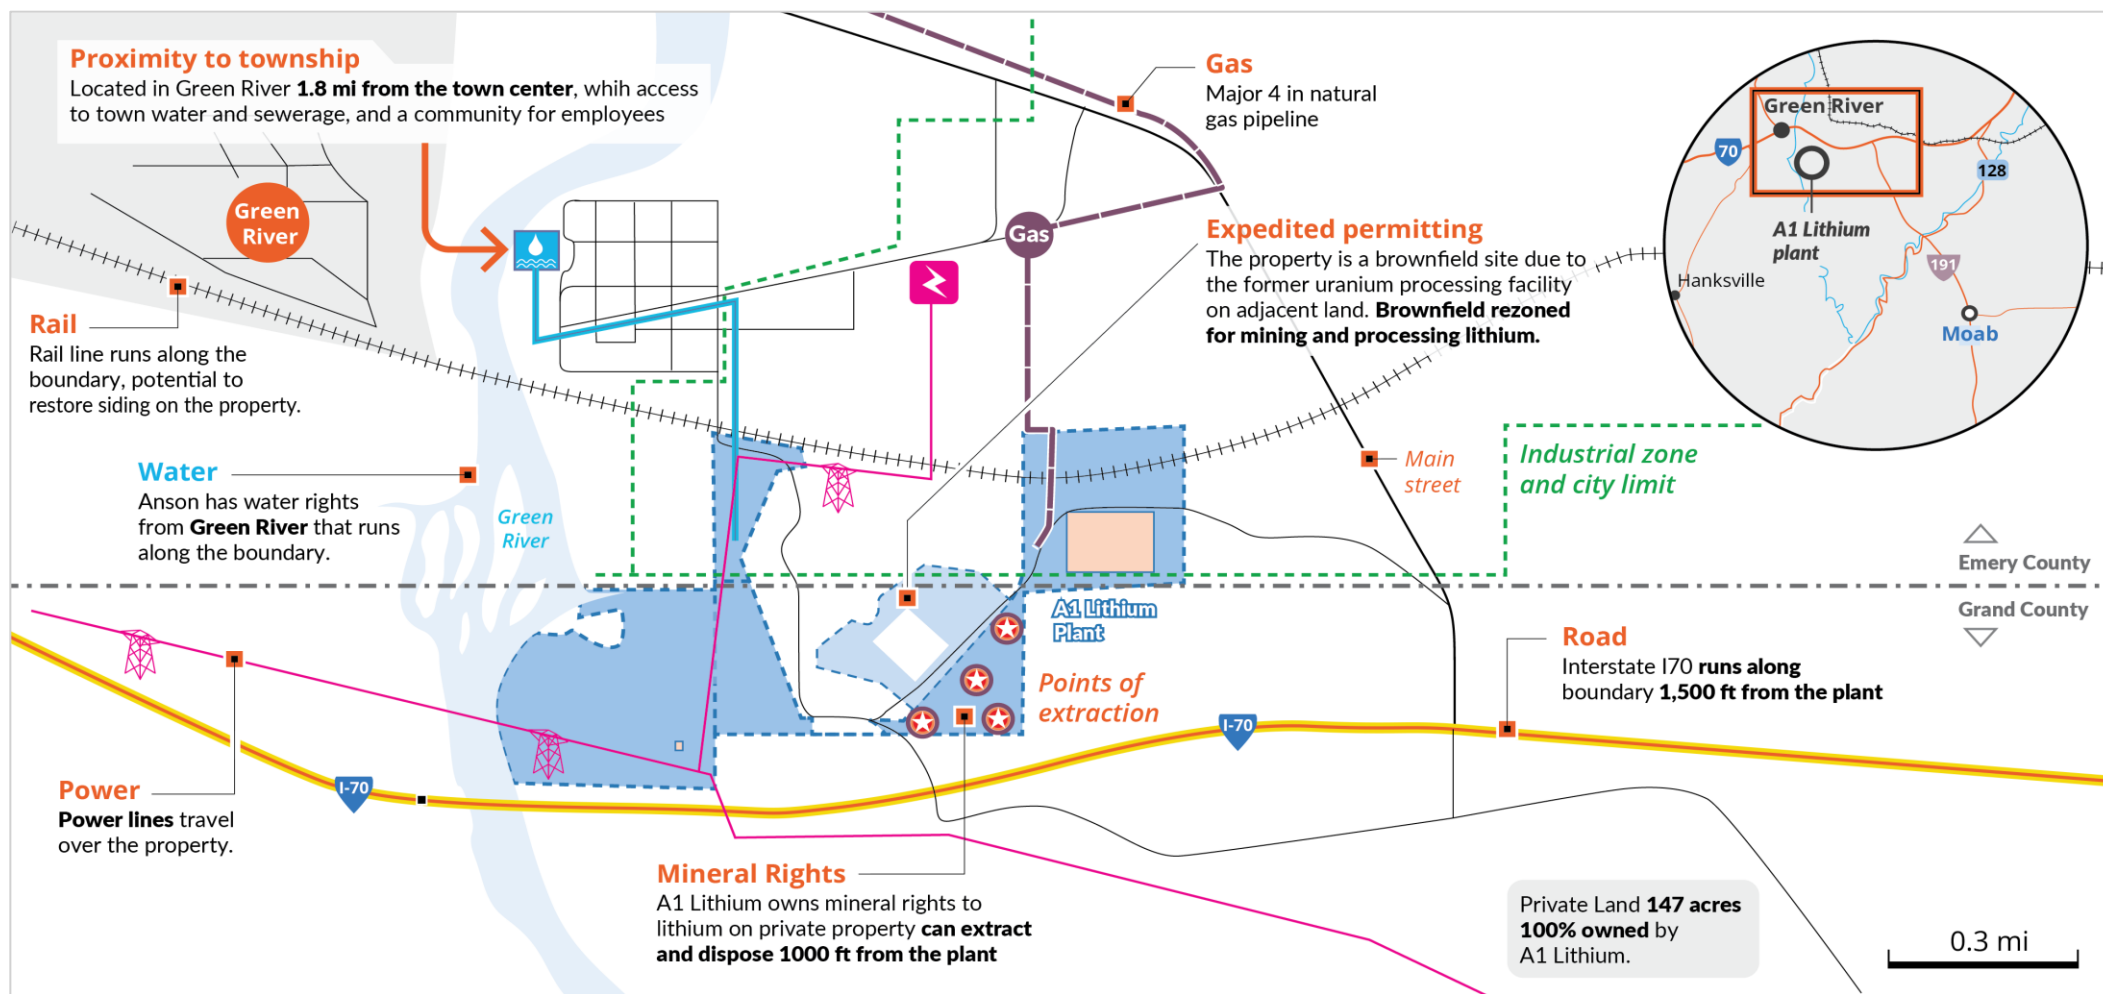 Proximity to township
Located in Green River 1.8 mi from the town center, whih access
to town water and sewerage, and a community for employees
Green
River
Rail
Rail line runs along the
boundary, potential to
restore siding on the property.
Water
Anson has water rights
from Green River that runs
along the boundary.
Green
River
Gas
Major 4 in natural
gas pipeline
Gas
Expedited permitting
The property is a brownfield site due to
the former uranium processing facility
on adjacent land. Brownfield rezoned
for mining and processing lithium.
Green River
70
128
A1 Lithium
plant
191
Hanksville
Moab
Main
street
Industrial zone
and city limit
Emery County
Grand County
A1 Lithium
Plant
Points of
extraction
Road
Interstate I70 runs along
boundary 1,500 ft from the plant
I-70
I-70
Power
Power lines travel
over the property.
Mineral Rights
A1 Lithium owns mineral rights to
lithium on private property can extract
and dispose 1000 ft from the plant
Private Land 147 acres
100% owned by
A1 Lithium.
0.3 mi